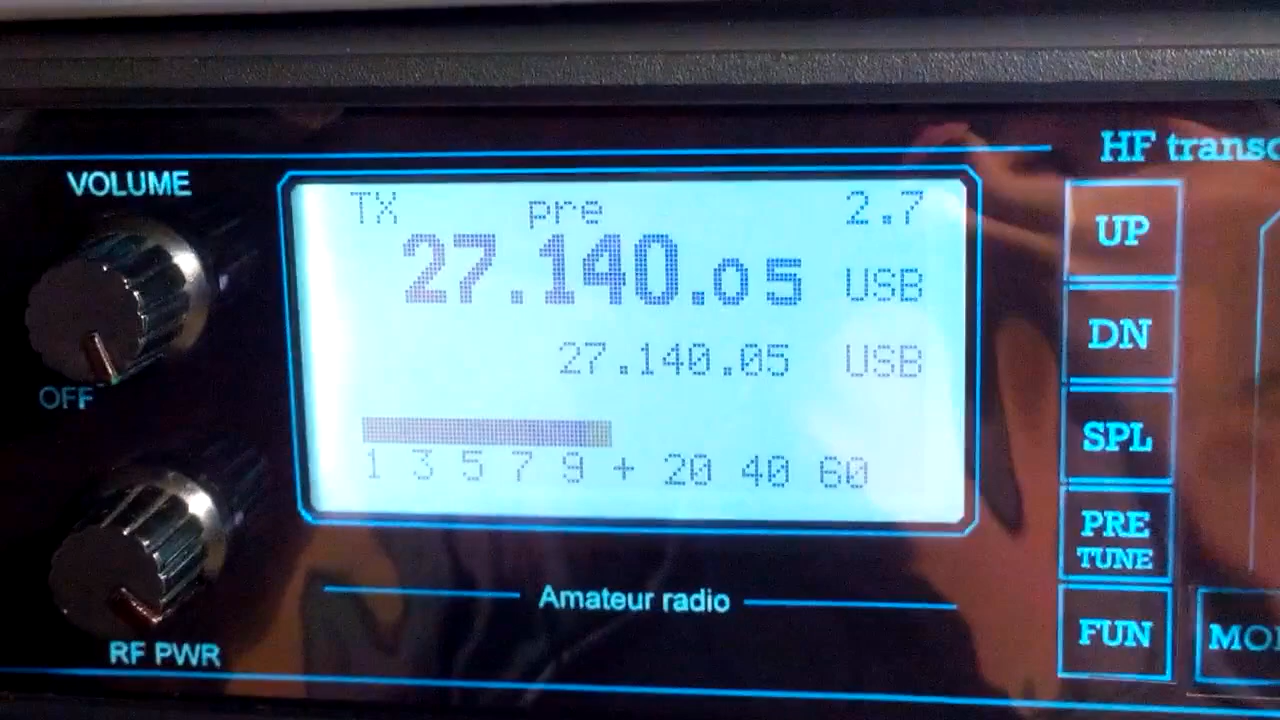 HF transc
VOLUME
OFF
RF PWR
TX pre 2.7
27.140.05 USB
27.140.05 USB
1 3 5 7 9 + 20 40 60
Amateur radio
UP
DN
SPL
PRE
TUNE
FUN
MO